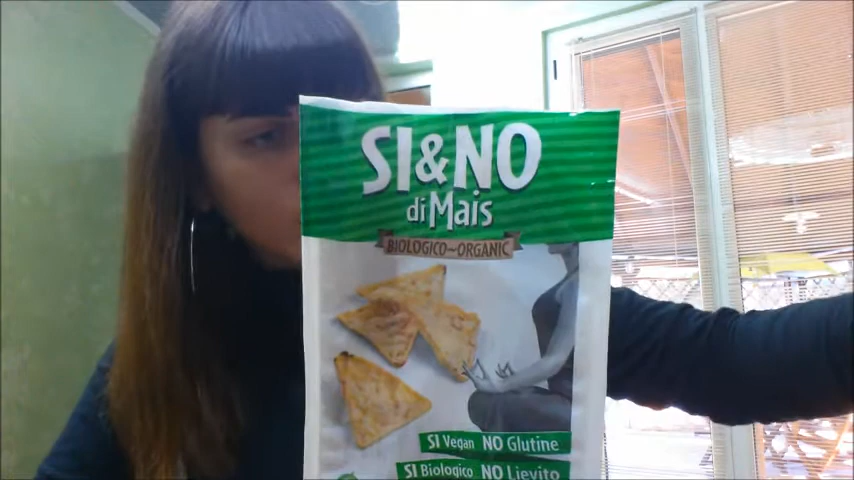 SI&NO
di Mais
BIOLOGICO~ORGANIC
SI Vegan NO Glutine
SI Biologico NO Lievito